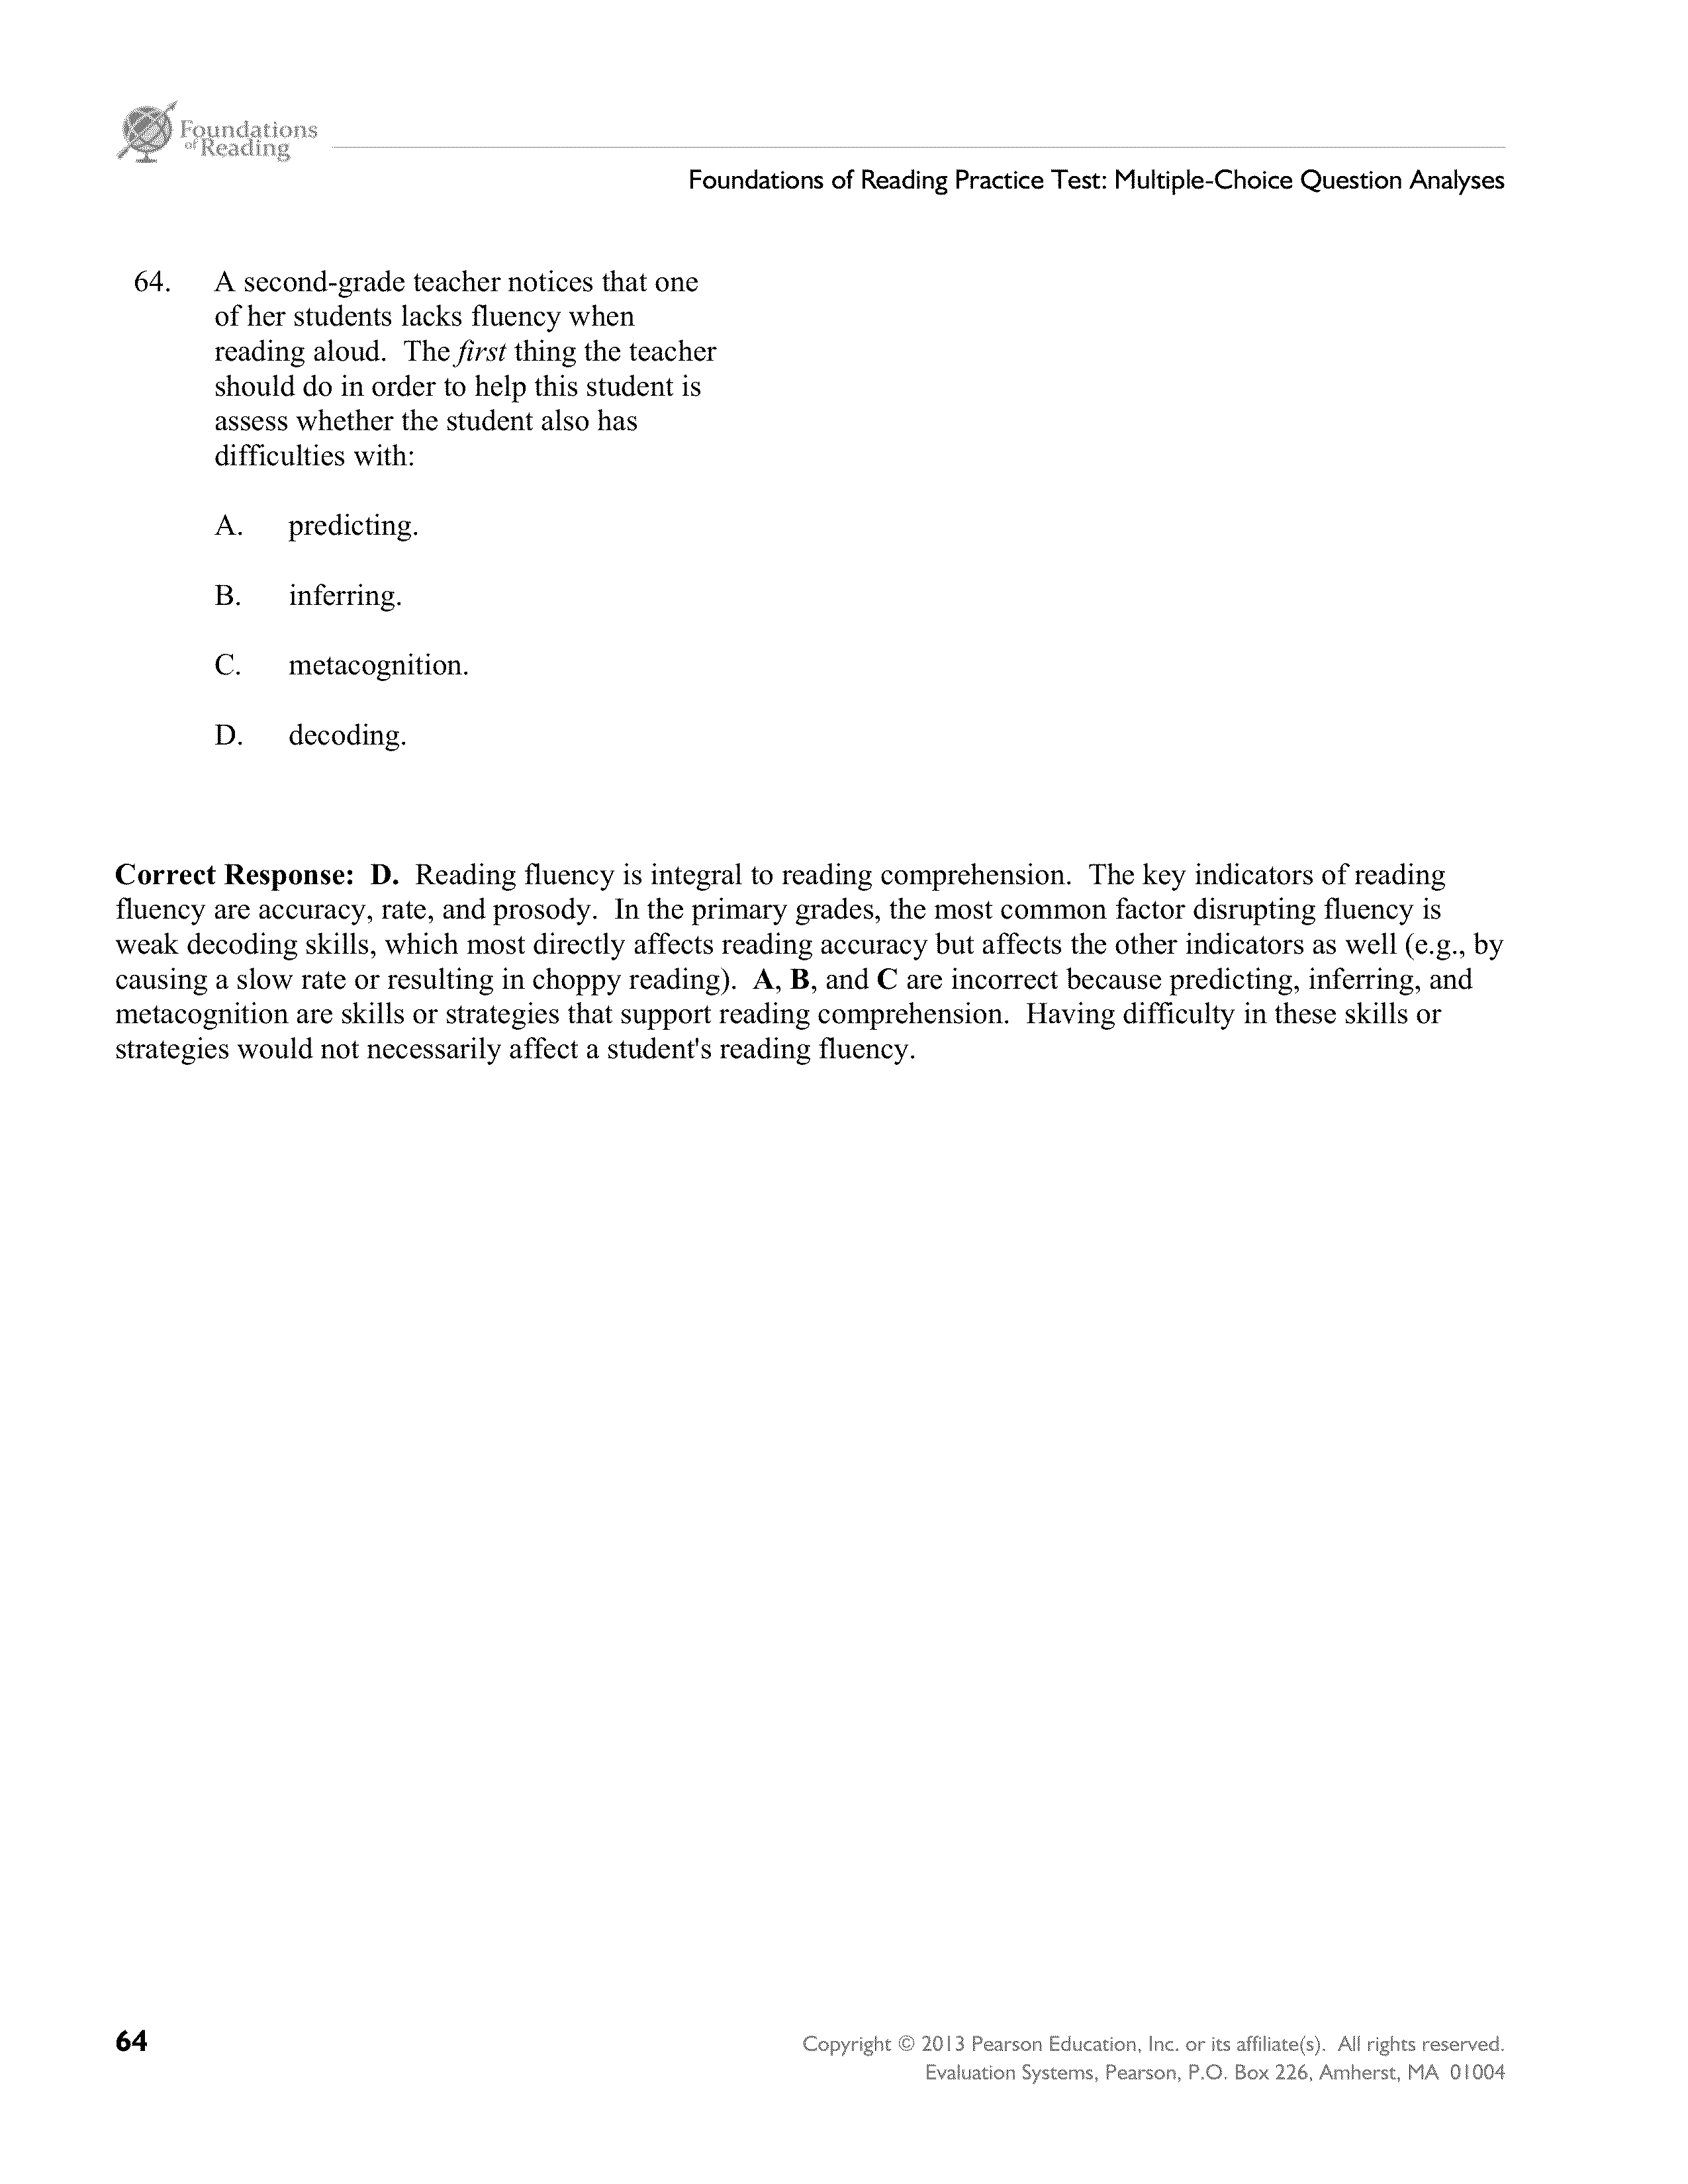 Foundations
of Reading
Foundations of Reading Practice Test: Multiple-Choice Question Analyses
64. A second-grade teacher notices that one
of her students lacks fluency when
reading aloud. The first thing the teacher
should do in order to help this student is
assess whether the student also has
difficulties with:
A. predicting.
B. inferring.
C. metacognition.
D. decoding.
Correct Response: D. Reading fluency is integral to reading comprehension. The key indicators of reading
fluency are accuracy, rate, and prosody. In the primary grades, the most common factor disrupting fluency is
weak decoding skills, which most directly affects reading accuracy but affects the other indicators as well (e.g., by
causing a slow rate or resulting in choppy reading). A, B, and C are incorrect because predicting, inferring, and
metacognition are skills or strategies that support reading comprehension. Having difficulty in these skills or
strategies would not necessarily affect a student's reading fluency.
64
Copyright © 2013 Pearson Education, Inc. or its affiliate(s). All rights reserved.
Evaluation Systems, Pearson, P.O. Box 226, Amherst, MA 01004